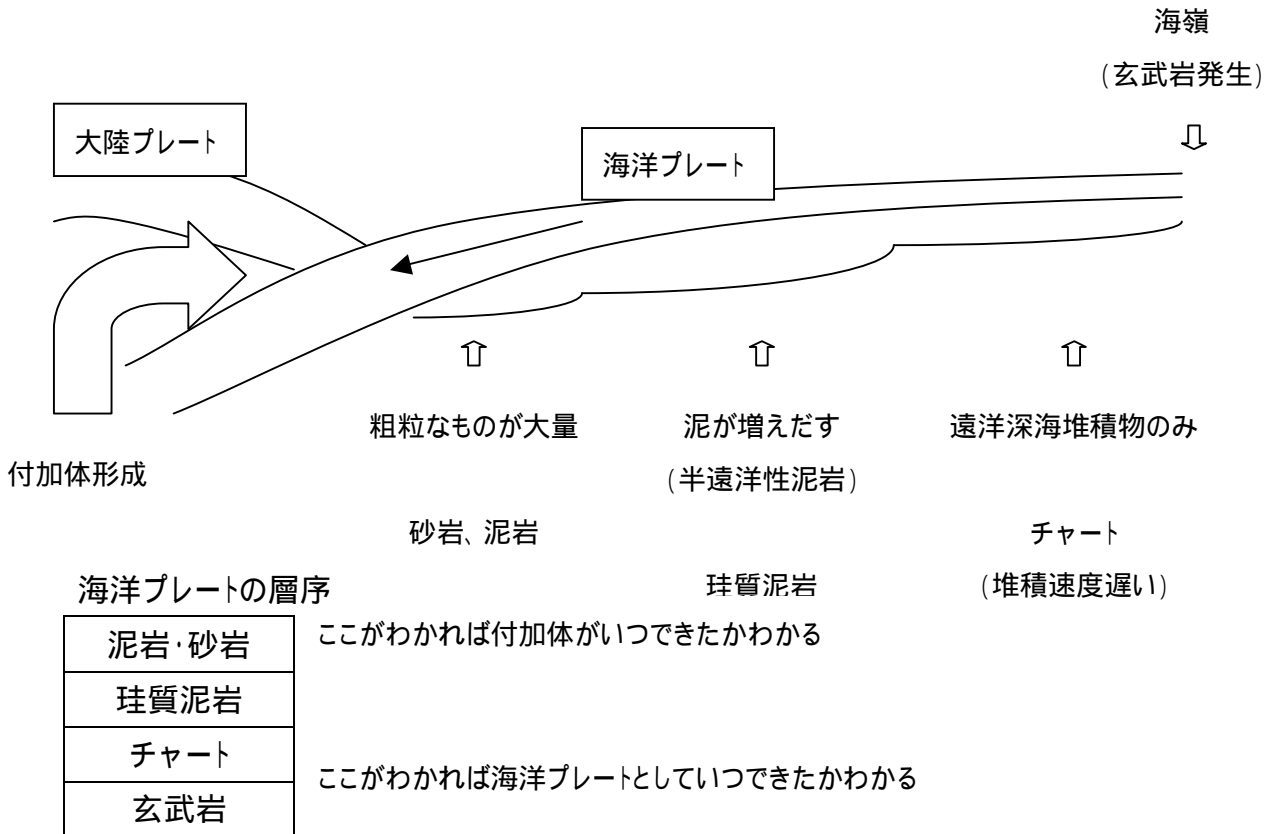 海嶺
(玄武岩発生)
大陸プレート
海洋プレート
粗粒なものが大量
泥が増えだす
遠洋深海堆積物のみ
付加体形成
(半遠洋性泥岩)
砂岩、泥岩
チャート
海洋プレートの層序
珪質泥岩
(堆積速度遅い)
泥岩・砂岩
ここがわかれば付加体がいつできたかわかる
珪質泥岩
チャート
ここがわかれば海洋プレートとしていつできたかわかる
玄武岩